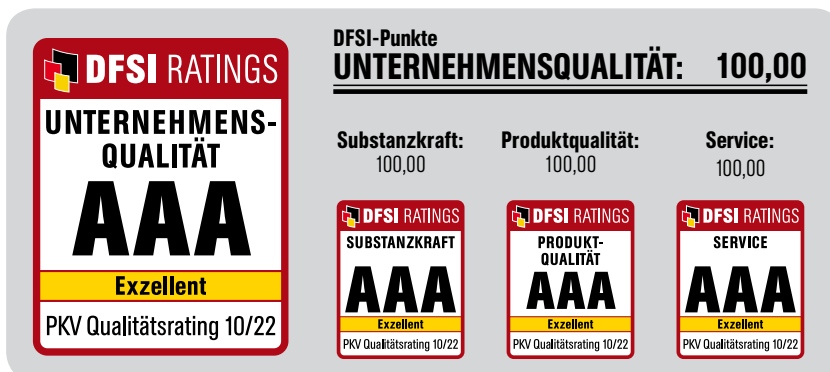 DFSI RATINGS
UNTERNEHMENS-
QUALITÄT
AAA
Exzellent
PKV Qualitätsrating 10/22
DFSI-Punkte
UNTERNEHMENSQUALITÄT: 100,00
Substanzkraft: Produktqualität: Service:
100,00 100,00 100,00
DFSI RATINGS
SUBSTANZKRAFT
AAA
Exzellent
PKV Qualitätsrating 10/22
DFSI RATINGS
PRODUKT-
QUALITÄT
AAA
Exzellent
PKV Qualitätsrating 10/22
DFSI RATINGS
SERVICE
AAA
Exzellent
PKV Qualitätsrating 10/22